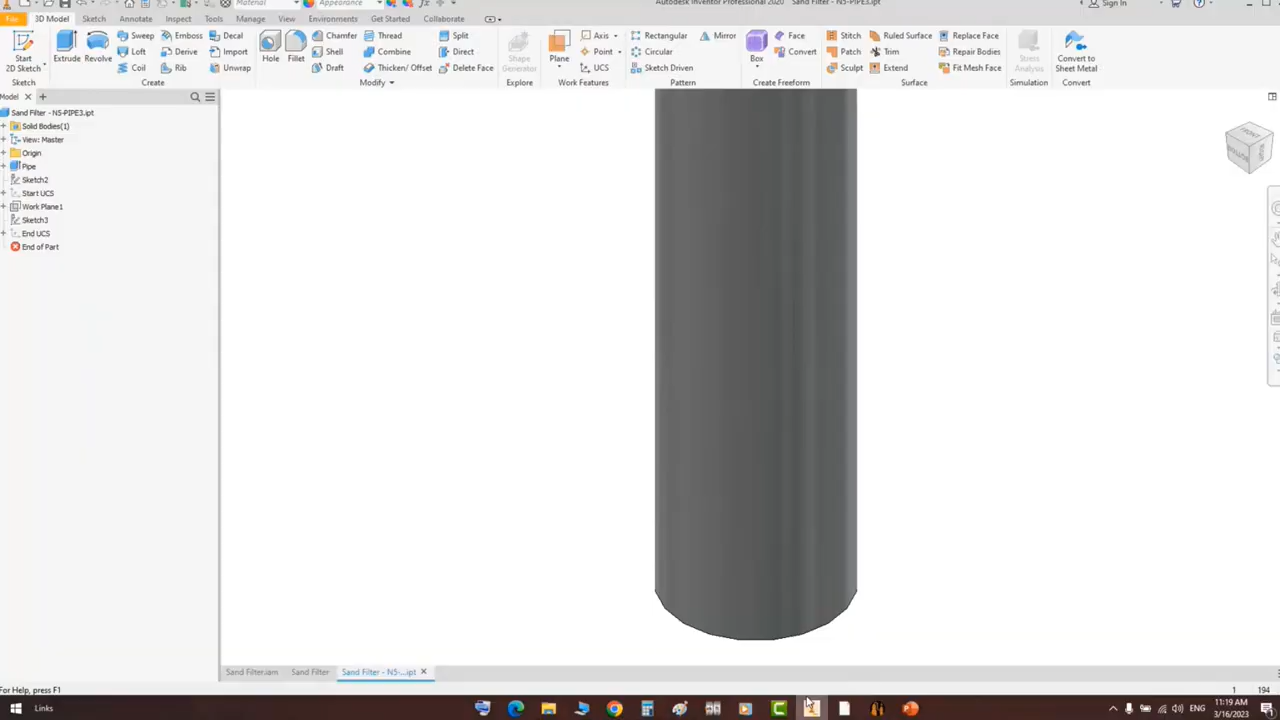 Material
Appearance
Autodesk Inventor Professional 2020
Sand Filter - N5-PIPE3.ipt
Sign In
File
3D Model
Sketch
Annotate
Inspect
Tools
Manage
View
Environments
Get Started
Collaborate
Start
2D Sketch
Sketch
Extrude
Revolve
Sweep
Loft
Coil
Emboss
Derive
Rib
Decal
Import
Unwrap
Create
Hole
Fillet
Chamfer
Shell
Draft
Thread
Combine
Thicken/ Offset
Split
Direct
Delete Face
Modify
Shape
Generator
Explore
Plane
Axis
Point
UCS
Work Features
Rectangular
Circular
Sketch Driven
Mirror
Pattern
Box
Face
Convert
Create Freeform
Stitch
Patch
Sculpt
Ruled Surface
Trim
Extend
Replace Face
Repair Bodies
Fit Mesh Face
Surface
Stress
Analysis
Simulation
Convert to
Sheet Metal
Convert
Model
Sand Filter - N5-PIPE3.ipt
Solid Bodies(1)
View: Master
Origin
Pipe
Sketch2
Start UCS
Work Plane1
Sketch3
End UCS
End of Part
FRONT
BOTTOM
Sand Filter.iam
Sand Filter
Sand Filter - N5-...ipt
For Help, press F1
1
194
Links
ENG
11:19 AM
3/16/2023